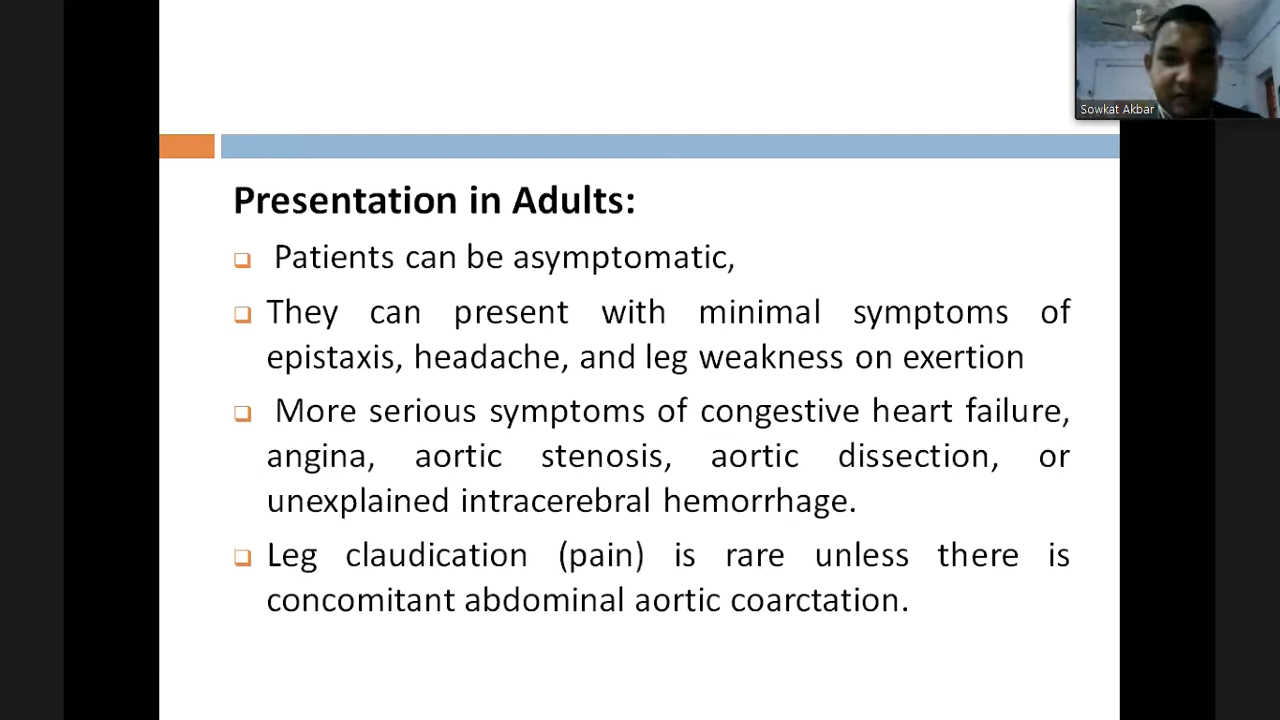 Sowkat Akbar
Presentation in Adults:
Patients can be asymptomatic,
They can present with minimal symptoms of
epistaxis, headache, and leg weakness on exertion
More serious symptoms of congestive heart failure,
angina, aortic stenosis, aortic dissection, or
unexplained intracerebral hemorrhage.
Leg claudication (pain) is rare unless there is
concomitant abdominal aortic coarctation.